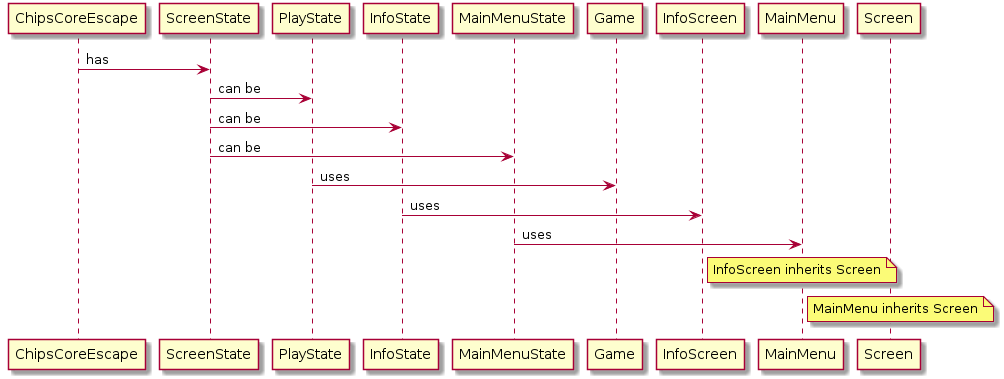 ChipsCoreEscape ScreenState PlayState InfoState MainMenuState Game InfoScreen MainMenu Screen
has
can be
can be
can be
uses
uses
uses
InfoScreen inherits Screen
MainMenu inherits Screen
ChipsCoreEscape ScreenState PlayState InfoState MainMenuState Game InfoScreen MainMenu Screen